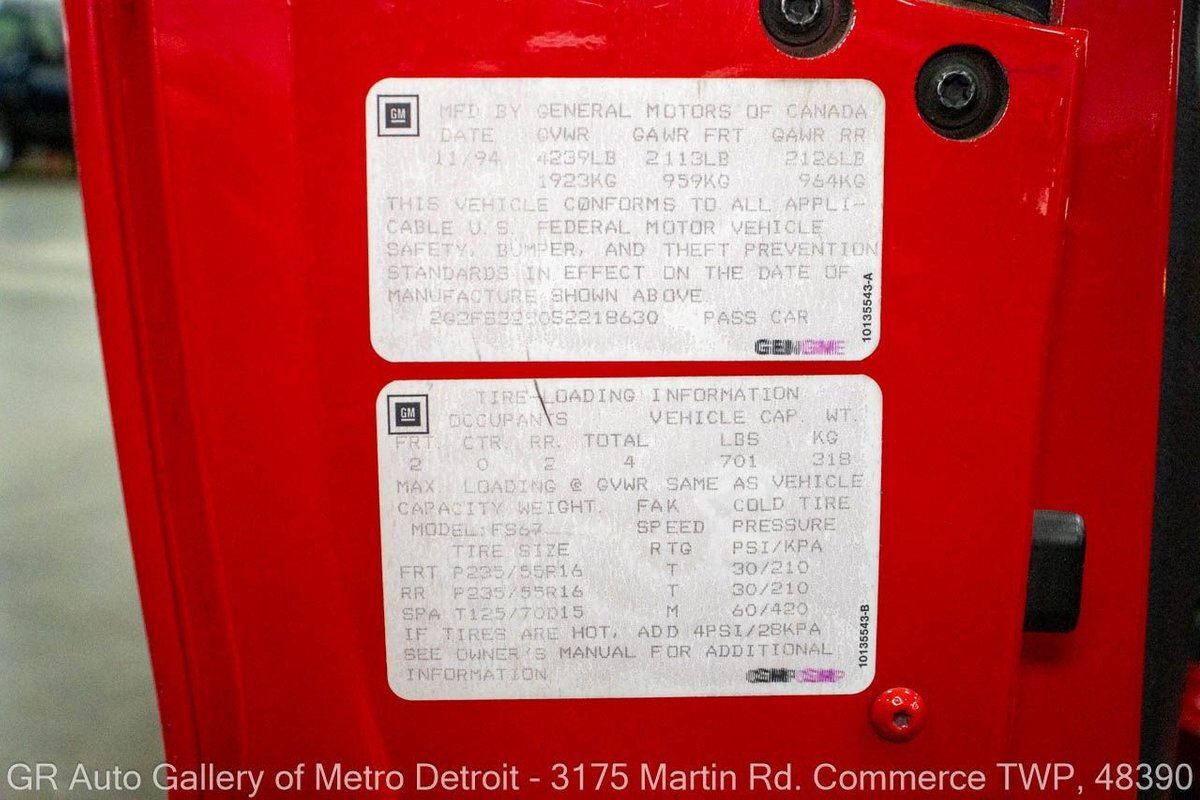 GM
MFD BY GENERAL MOTORS OF CANADA
DATE GVWR GAWR FRT GAWR RR
11/94 4239LB 2113LB 2126LB
1923KG 959KG 964KG
THIS VEHICLE CONFORMS TO ALL APPLI-
CABLE U.S. FEDERAL MOTOR VEHICLE
SAFETY, BUMPER, AND THEFT PREVENTION
STANDARDS IN EFFECT ON THE DATE OF
MANUFACTURE SHOWN ABOVE.
PASS CAR
10135543-A
GM
TIRE-LOADING INFORMATION
OCCUPANTS VEHICLE CAP. WT.
FRT. CTR. RR. TOTAL LBS KG
2 0 2 4 701 318
MAX. LOADING @ GVWR SAME AS VEHICLE
CAPACITY WEIGHT. FAK COLD TIRE
MODEL:FS67 SPEED PRESSURE
TIRE SIZE RTG PSI/KPA
FRT P235/55R16 T 30/210
RR P235/55R16 T 30/210
SPA T125/70D15 M 60/420
IF TIRES ARE HOT, ADD 4PSI/28KPA
SEE OWNER'S MANUAL FOR ADDITIONAL
INFORMATION
10135543-B
GR Auto Gallery of Metro Detroit - 3175 Martin Rd. Commerce TWP, 48390